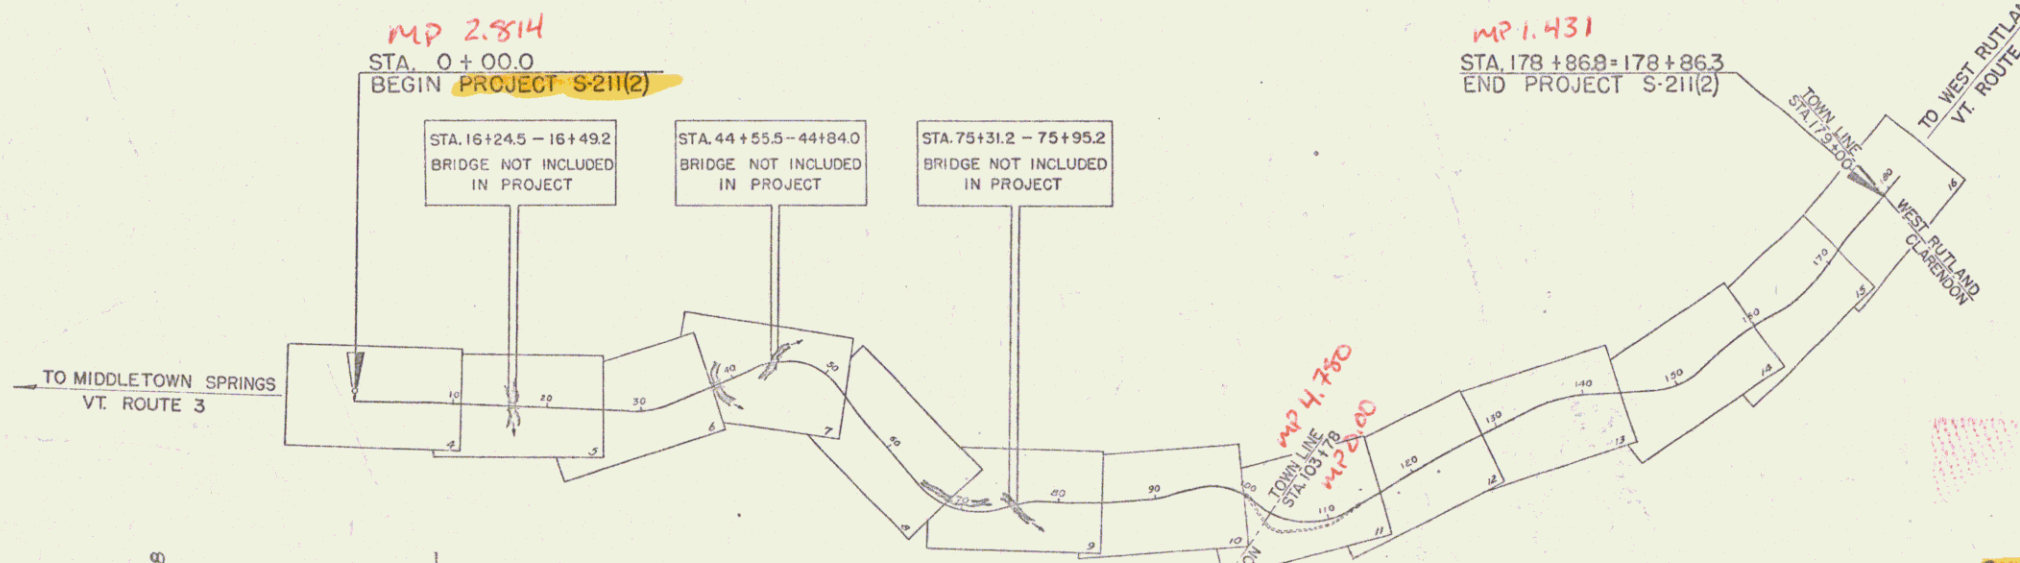 MP 2.814
STA. 0+00.0
BEGIN PROJECT S-211(2)
MP 1.431
STA. 178+86.8=178+86.3
END PROJECT S-211(2)
STA. 16+24.5 - 16+49.2
BRIDGE NOT INCLUDED
IN PROJECT
STA. 44+55.5-44+84.0
BRIDGE NOT INCLUDED
IN PROJECT
STA. 75+31.2 - 75+95.2
BRIDGE NOT INCLUDED
IN PROJECT
TO WEST
VT. ROUTE
TOWN LINE
STA. 179+00
WEST RUTLAND
CLARENDON
TO MIDDLETOWN SPRINGS
VT. ROUTE 3
MP 4.780
TOWN LINE
STA. 103+78
MP 0.00
10
20
30
40
50
60
70
80
90
110
120
130
140
150
170
180
4
5
6
7
8
9
10
11
12
13
14
15
16